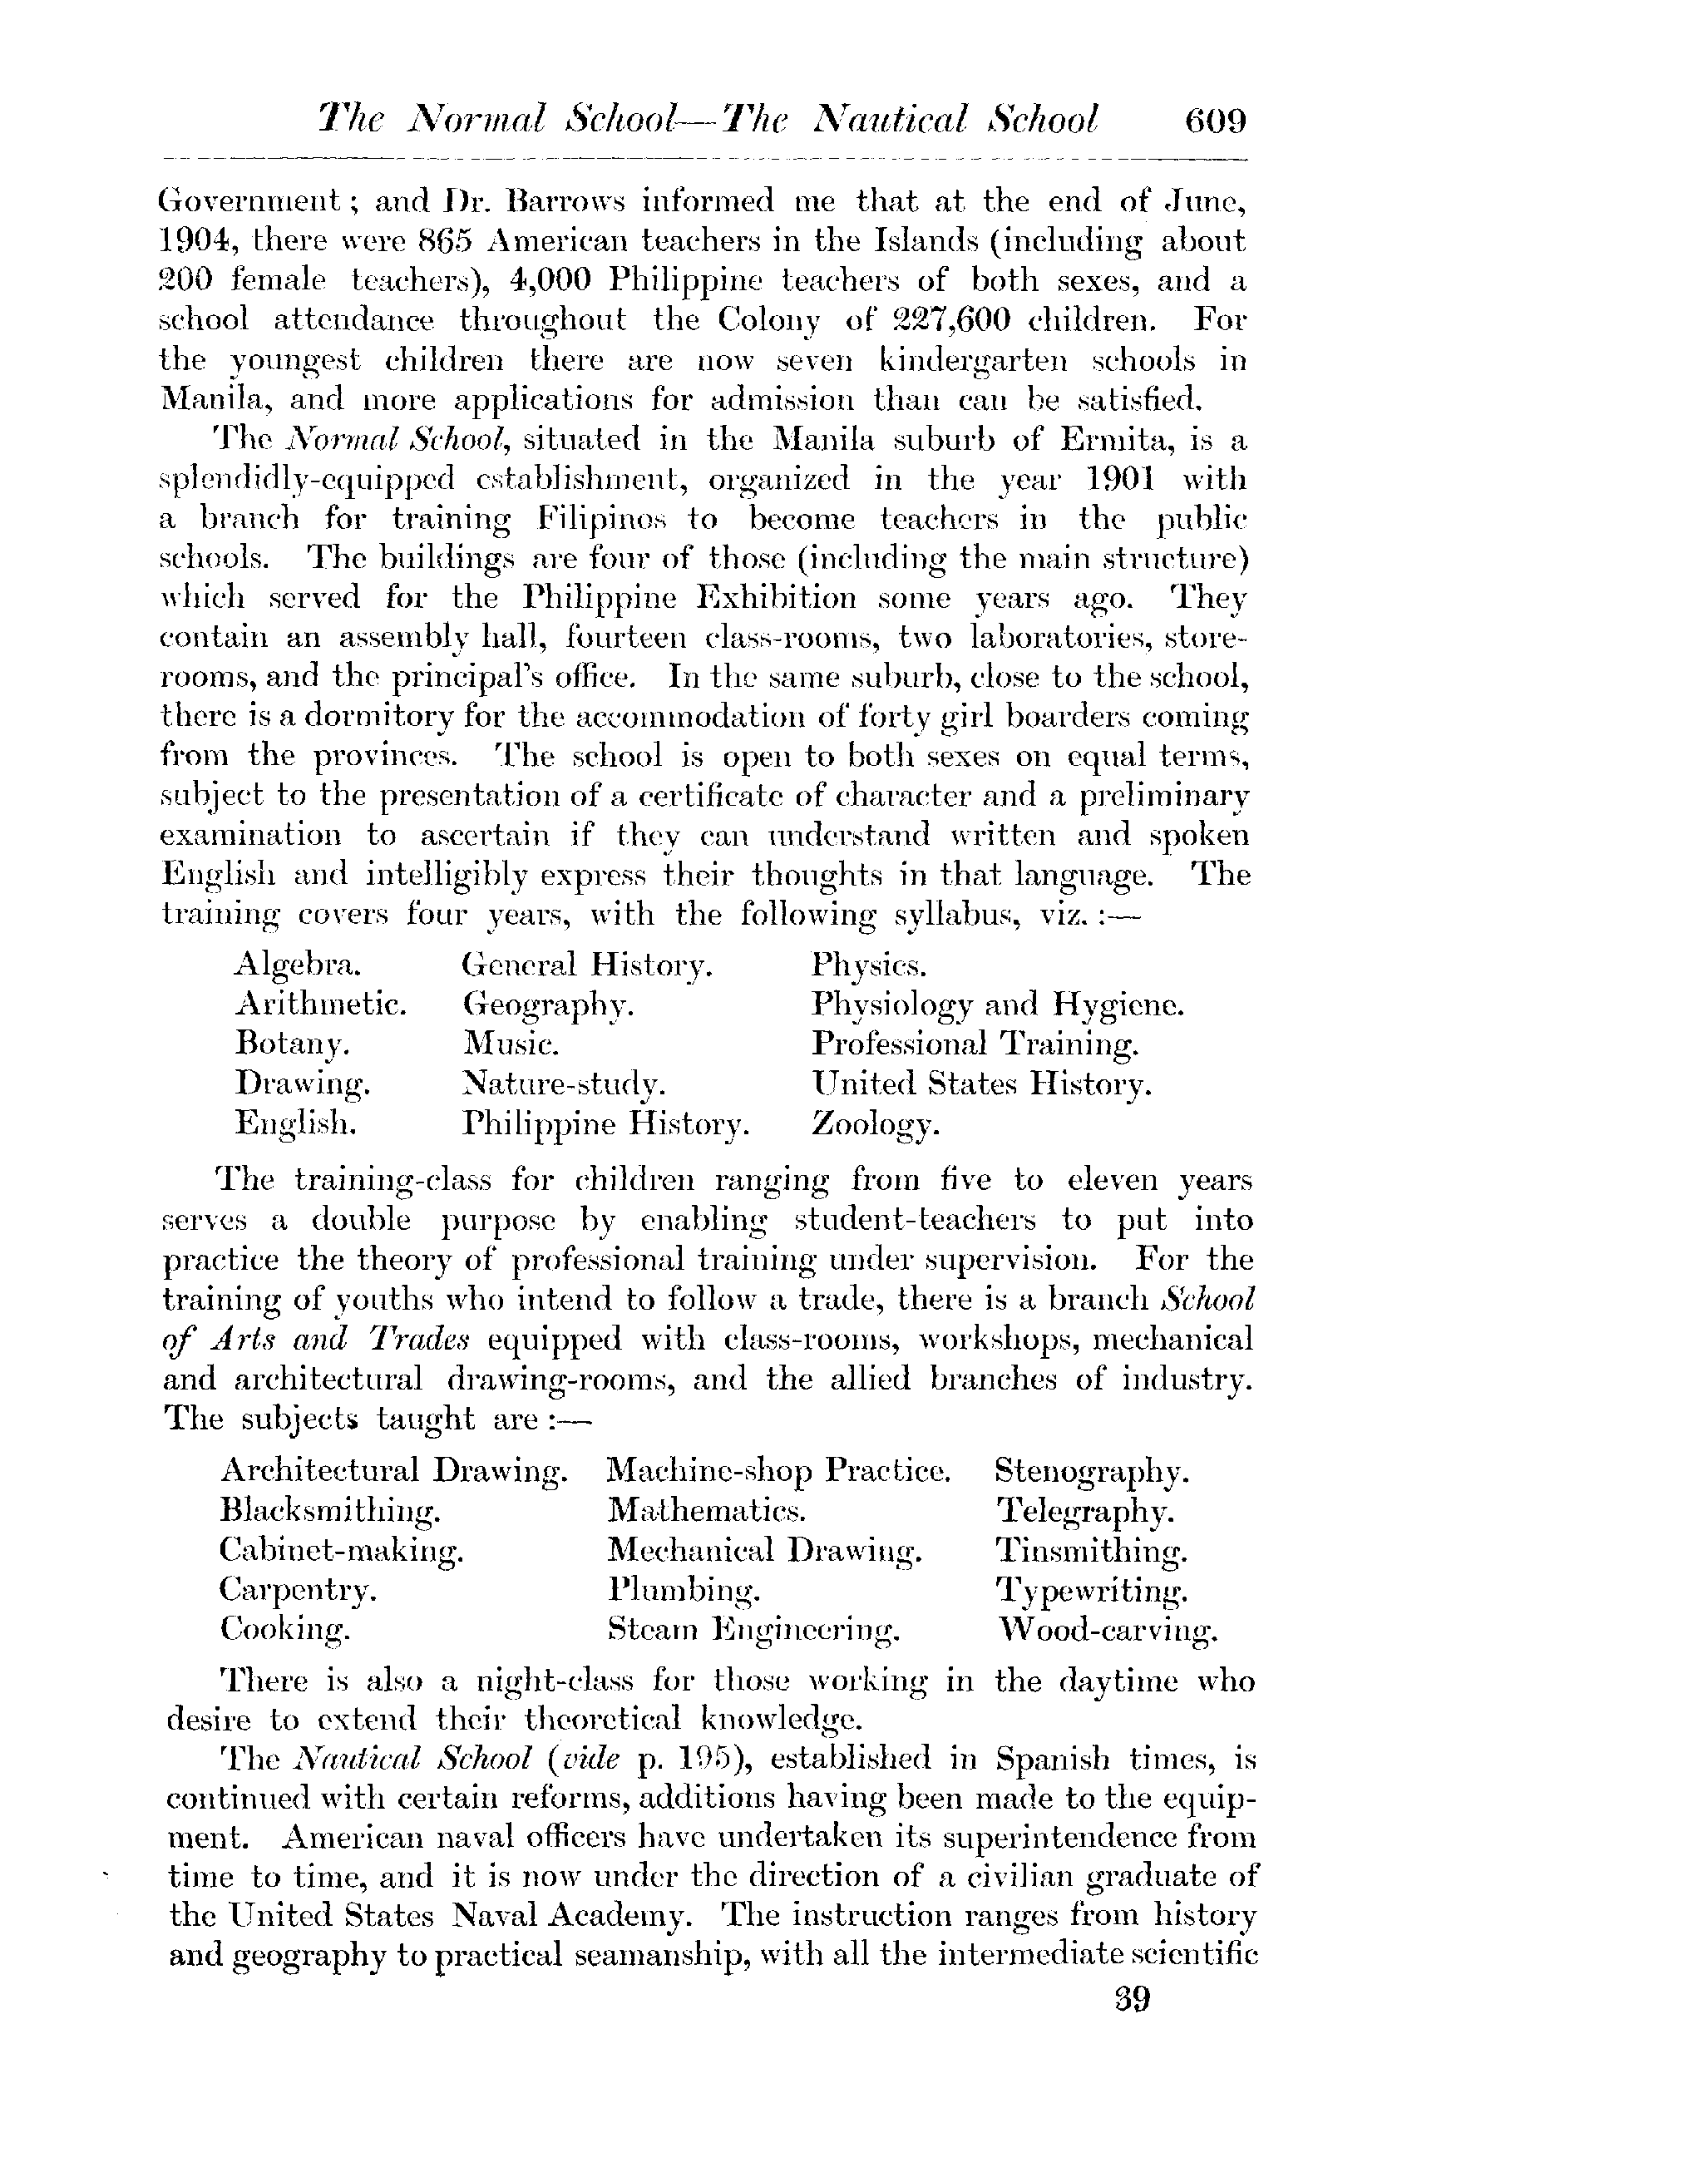 The Normal School—The Nautical School 609
Government; and Dr. Barrows informed me that at the end of June,
1904, there were 865 American teachers in the Islands (including about
200 female teachers), 4,000 Philippine teachers of both sexes, and a
school attendance throughout the Colony of 227,600 children. For
the youngest children there are now seven kindergarten schools in
Manila, and more applications for admission than can be satisfied.
The Normal School, situated in the Manila suburb of Ermita, is a
splendidly-equipped establishment, organized in the year 1901 with
a branch for training Filipinos to become teachers in the public
schools. The buildings are four of those (including the main structure)
which served for the Philippine Exhibition some years ago. They
contain an assembly hall, fourteen class-rooms, two laboratories, store-
rooms, and the principal's office. In the same suburb, close to the school,
there is a dormitory for the accommodation of forty girl boarders coming
from the provinces. The school is open to both sexes on equal terms,
subject to the presentation of a certificate of character and a preliminary
examination to ascertain if they can understand written and spoken
English and intelligibly express their thoughts in that language. The
training covers four years, with the following syllabus, viz.:—
Algebra. General History. Physics.
Arithmetic. Geography. Physiology and Hygiene.
Botany. Music. Professional Training.
Drawing. Nature-study. United States History.
English. Philippine History. Zoology.
The training-class for children ranging from five to eleven years
serves a double purpose by enabling student-teachers to put into
practice the theory of professional training under supervision. For the
training of youths who intend to follow a trade, there is a branch School
of Arts and Trades equipped with class-rooms, workshops, mechanical
and architectural drawing-rooms, and the allied branches of industry.
The subjects taught are:—
Architectural Drawing. Machine-shop Practice. Stenography.
Blacksmithing. Mathematics. Telegraphy.
Cabinet-making. Mechanical Drawing. Tinsmithing.
Carpentry. Plumbing. Typewriting.
Cooking. Steam Engineering. Wood-carving.
There is also a night-class for those working in the daytime who
desire to extend their theoretical knowledge.
The Nautical School (vide p. 195), established in Spanish times, is
continued with certain reforms, additions having been made to the equip-
ment. American naval officers have undertaken its superintendence from
time to time, and it is now under the direction of a civilian graduate of
the United States Naval Academy. The instruction ranges from history
and geography to practical seamanship, with all the intermediate scientific
39